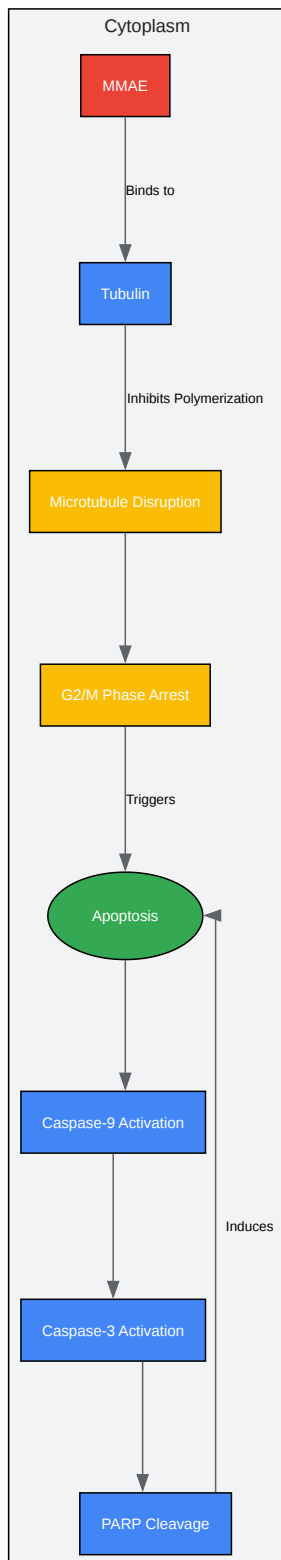 Cytoplasm
MMAE
Binds to
Tubulin
Inhibits Polymerization
Microtubule Disruption
G2/M Phase Arrest
Triggers
Apoptosis
Caspase-9 Activation
Induces
Caspase-3 Activation
PARP Cleavage